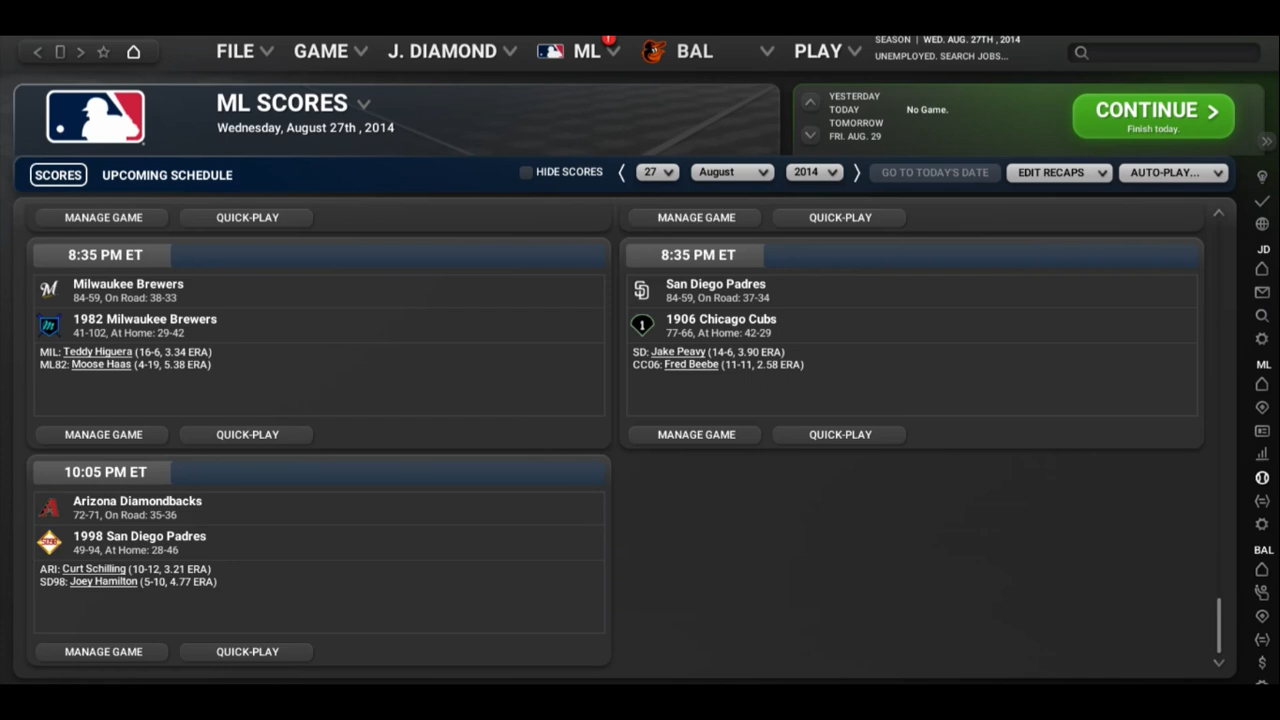 FILE GAME J. DIAMOND ML BAL PLAY
SEASON | WED. AUG. 27TH , 2014
UNEMPLOYED. SEARCH JOBS...
ML SCORES
Wednesday, August 27th , 2014
YESTERDAY
TODAY
TOMORROW
FRI. AUG. 29
No Game.
CONTINUE
Finish today.
SCORES UPCOMING SCHEDULE
HIDE SCORES 27 August 2014 GO TO TODAY'S DATE EDIT RECAPS AUTO-PLAY...
MANAGE GAME QUICK-PLAY
MANAGE GAME QUICK-PLAY
8:35 PM ET
Milwaukee Brewers
84-59, On Road: 38-33
1982 Milwaukee Brewers
41-102, At Home: 29-42
MIL: Teddy Higuera (16-6, 3.34 ERA)
ML82: Moose Haas (4-19, 5.38 ERA)
MANAGE GAME QUICK-PLAY
8:35 PM ET
San Diego Padres
84-59, On Road: 37-34
1906 Chicago Cubs
77-66, At Home: 42-29
SD: Jake Peavy (14-6, 3.90 ERA)
CC06: Fred Beebe (11-11, 2.58 ERA)
MANAGE GAME QUICK-PLAY
10:05 PM ET
Arizona Diamondbacks
72-71, On Road: 35-36
1998 San Diego Padres
49-94, At Home: 28-46
ARI: Curt Schilling (10-12, 3.21 ERA)
SD98: Joey Hamilton (5-10, 4.77 ERA)
MANAGE GAME QUICK-PLAY
JD
ML
BAL